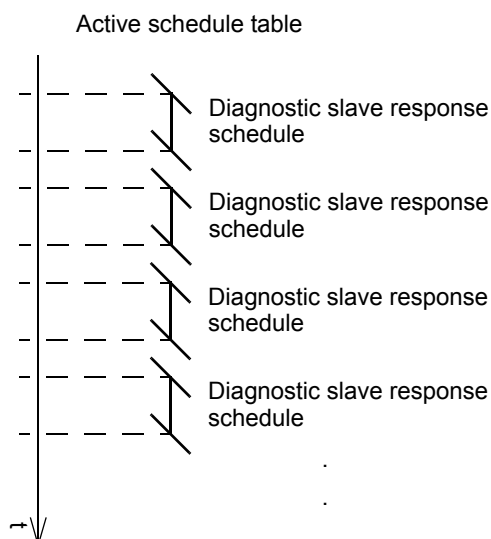 Active schedule table
Diagnostic slave response
schedule
Diagnostic slave response
schedule
Diagnostic slave response
schedule
Diagnostic slave response
schedule
.
.
t